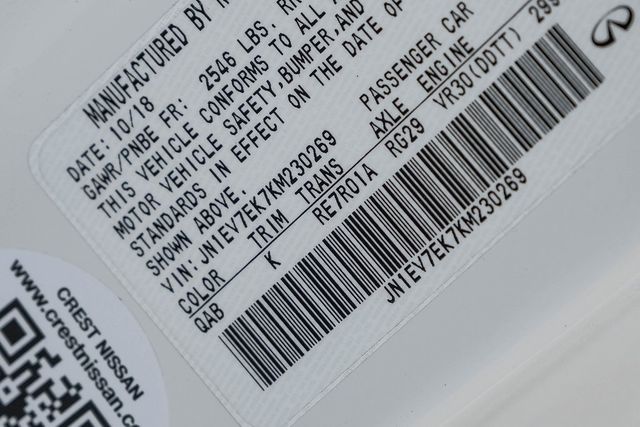 MANUFACTURED BY
DATE: 10/18
GAWR/PNBE FR: 2546 LBS.
THIS VEHICLE CONFORMS TO ALL
MOTOR VEHICLE SAFETY, BUMPER, AND
STANDARDS IN EFFECT ON THE DATE OF
SHOWN ABOVE.
VIN: JN1EV7EK7KM230269 PASSENGER CAR
COLOR TRIM TRANS AXLE ENGINE
QAB K RE7R01A RG29 VR30(DDTT) 299
JN1EV7EK7KM230269
CREST NISSAN
www.crestnissan.c